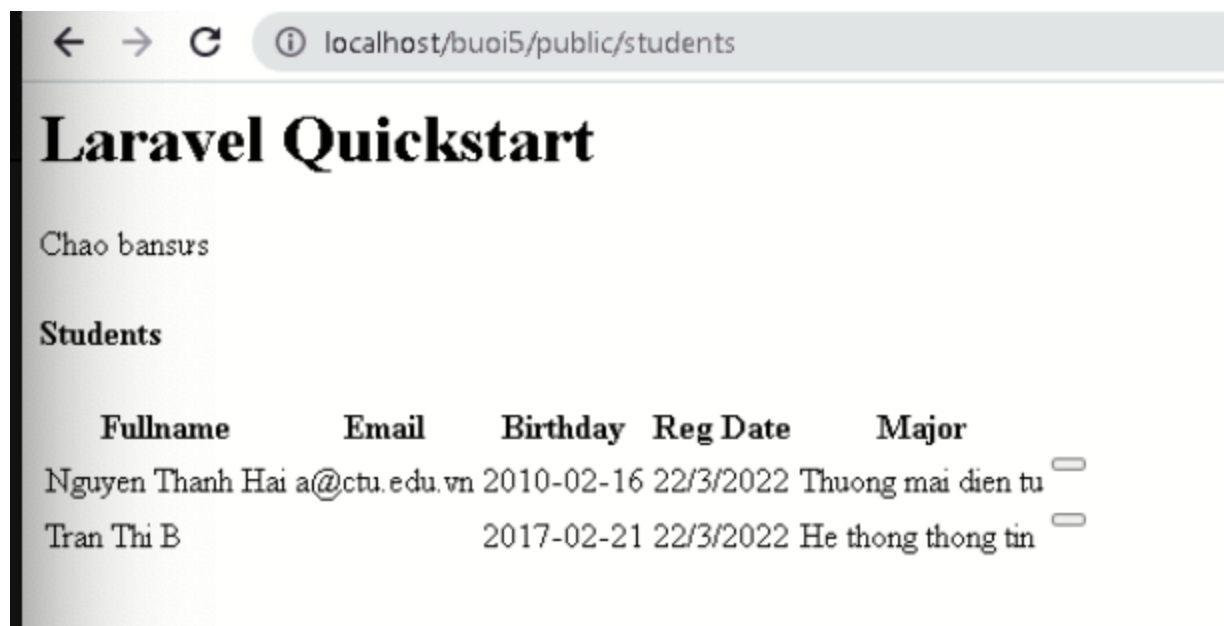 localhost/buoi5/public/students
Laravel Quickstart
Chao bansurs
Students
Fullname Email Birthday Reg Date Major
Nguyen Thanh Hai a@ctu.edu.vn 2010-02-16 22/3/2022 Thuong mai dien tu
Tran Thi B 2017-02-21 22/3/2022 He thong thong tin